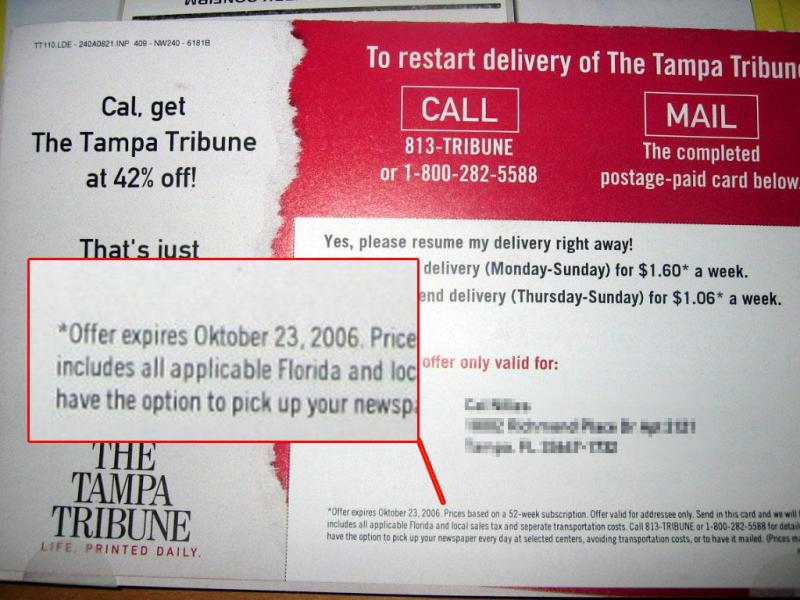 TT110.LDE - 240A0821.INP 409 - NW240 - 6181B
Cal, get
The Tampa Tribune
at 42% off!
That's just
THE
TAMPA
TRIBUNE
LIFE. PRINTED DAILY.
To restart delivery of The Tampa Tribun
CALL
813-TRIBUNE
or 1-800-282-5588
MAIL
The completed
postage-paid card below.
Yes, please resume my delivery right away!
delivery (Monday-Sunday) for $1.60* a week.
end delivery (Thursday-Sunday) for $1.06* a week.
offer only valid for:
*Offer expires Oktober 23, 2006. Price
includes all applicable Florida and loc
have the option to pick up your newspa
*Offer expires Oktober 23, 2006. Prices based on a 52-week subscription. Offer valid for addressee only. Send in this card and we will
includes all applicable Florida and local sales tax and seperate transportation costs. Call 813-TRIBUNE or 1-800-282-5588 for detai
have the option to pick up your newspaper every day at selected centers, avoiding transportation costs, or to have it mailed. (Prices m